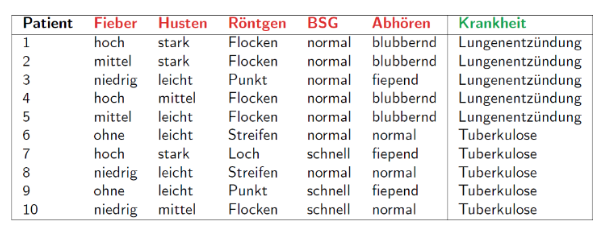 Patient Fieber Husten Röntgen BSG Abhören Krankheit
1 hoch stark Flocken normal blubbernd Lungenentzündung
2 mittel stark Flocken normal blubbernd Lungenentzündung
3 niedrig leicht Punkt normal fiepend Lungenentzündung
4 hoch mittel Flocken normal blubbernd Lungenentzündung
5 mittel leicht Flocken normal blubbernd Lungenentzündung
6 ohne leicht Streifen normal normal Tuberkulose
7 hoch stark Loch schnell fiepend Tuberkulose
8 niedrig leicht Streifen normal normal Tuberkulose
9 ohne leicht Punkt schnell fiepend Tuberkulose
10 niedrig mittel Flocken schnell normal Tuberkulose